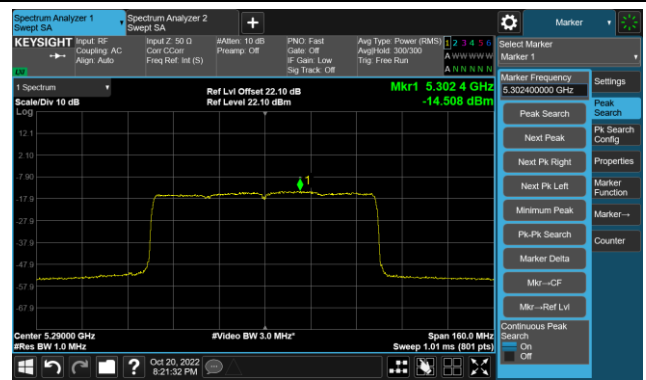 Spectrum Analyzer 1
Swept SA
Spectrum Analyzer 2
Swept SA
+
Marker
KEYSIGHT
Input: RF
Coupling: AC
Align: Auto
Input Z: 50 Ω
Corr CCorr
Freq Ref: Int (S)
#Atten: 10 dB
Preamp: Off
PNO: Fast
Gate: Off
IF Gain: Low
Sig Track: Off
Avg Type: Power (RMS)
Avg|Hold: 300/300
Trig: Free Run
1 2 3 4 5 6
A W W W W W
A N N N N N
Select Marker
Marker 1
1 Spectrum
Scale/Div 10 dB
Log
Ref Lvl Offset 22.10 dB
Ref Level 22.10 dBm
Mkr1 5.302 4 GHz
-14.508 dBm
12.1
2.10
-7.90
-17.9
-27.9
-37.9
-47.9
-57.9
-67.9
1
Center 5.29000 GHz
#Res BW 1.0 MHz
#Video BW 3.0 MHz*
Span 160.0 MHz
Sweep 1.01 ms (801 pts)
Marker Frequency
5.302400000 GHz
Peak Search
Next Peak
Next Pk Right
Next Pk Left
Minimum Peak
Pk-Pk Search
Marker Delta
Mkr→CF
Mkr→Ref Lvl
Continuous Peak
Search
On
Off
Settings
Peak
Search
Pk Search
Config
Properties
Marker
Function
Marker→
Counter
?
Oct 20, 2022
8:21:32 PM